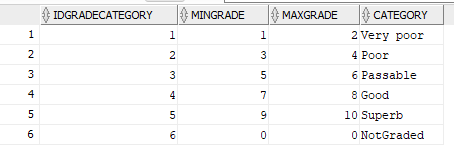 IDGRADECATEGORY MINGRADE MAXGRADE CATEGORY
1 1 1 2 Very poor
2 2 3 4 Poor
3 3 5 6 Passable
4 4 7 8 Good
5 5 9 10 Superb
6 6 0 0 NotGraded